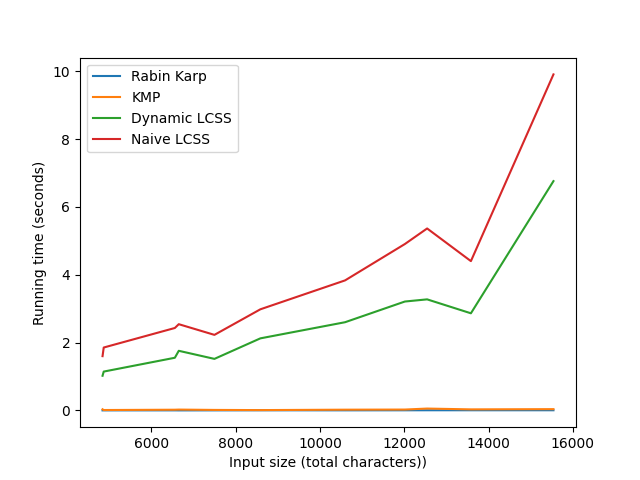 10
8
6
4
2
0
Running time (seconds)
Rabin Karp
KMP
Dynamic LCSS
Naive LCSS
6000 8000 10000 12000 14000 16000
Input size (total characters))